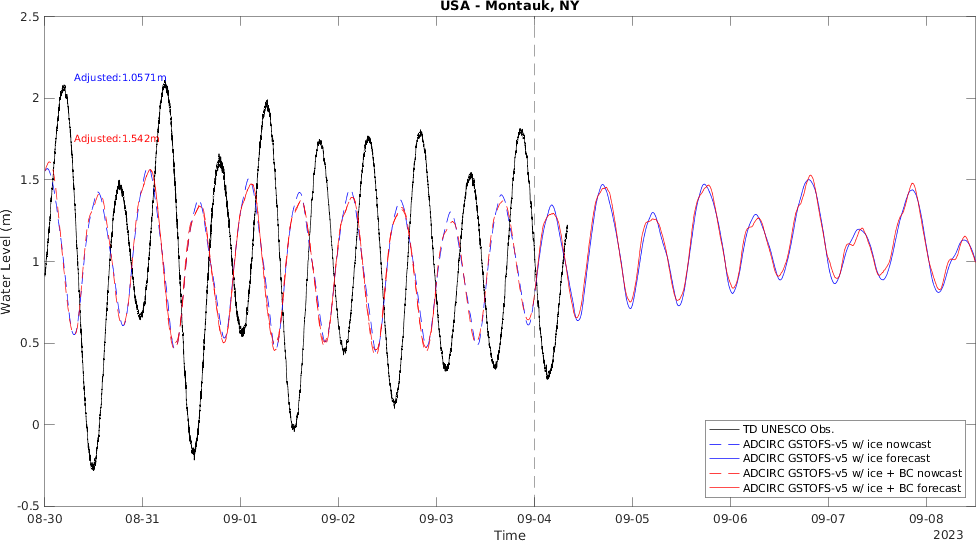 USA - Montauk, NY
Adjusted:1.0571m
Adjusted:1.542m
Water Level (m)
2.5
2
1.5
1
0.5
0
-0.5
08-30 08-31 09-01 09-02 09-03 09-04 09-05 09-06 09-07 09-08
Time
2023
TD UNESCO Obs.
ADCIRC GSTOFS-v5 w/ ice nowcast
ADCIRC GSTOFS-v5 w/ ice forecast
ADCIRC GSTOFS-v5 w/ ice + BC nowcast
ADCIRC GSTOFS-v5 w/ ice + BC forecast